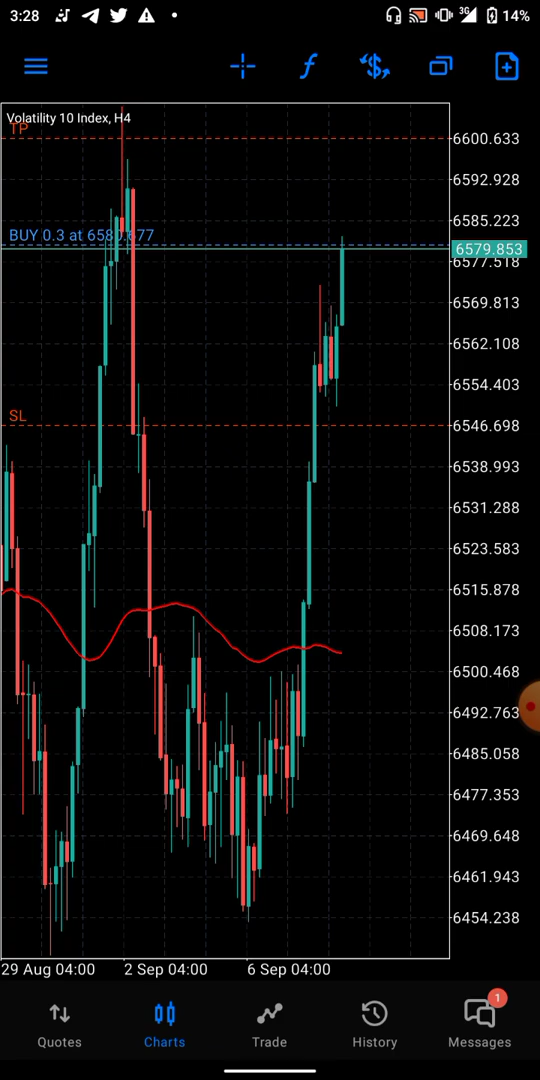 3:28
3G
14%
Volatility 10 Index, H4
TP
6600.633
6592.928
6585.223
BUY 0.3 at 6580.677
6579.853
6577.518
6569.813
6562.108
6554.403
SL
6546.698
6538.993
6531.288
6523.583
6515.878
6508.173
6500.468
6492.763
6485.058
6477.353
6469.648
6461.943
6454.238
29 Aug 04:00
2 Sep 04:00
6 Sep 04:00
1
Quotes
Charts
Trade
History
Messages